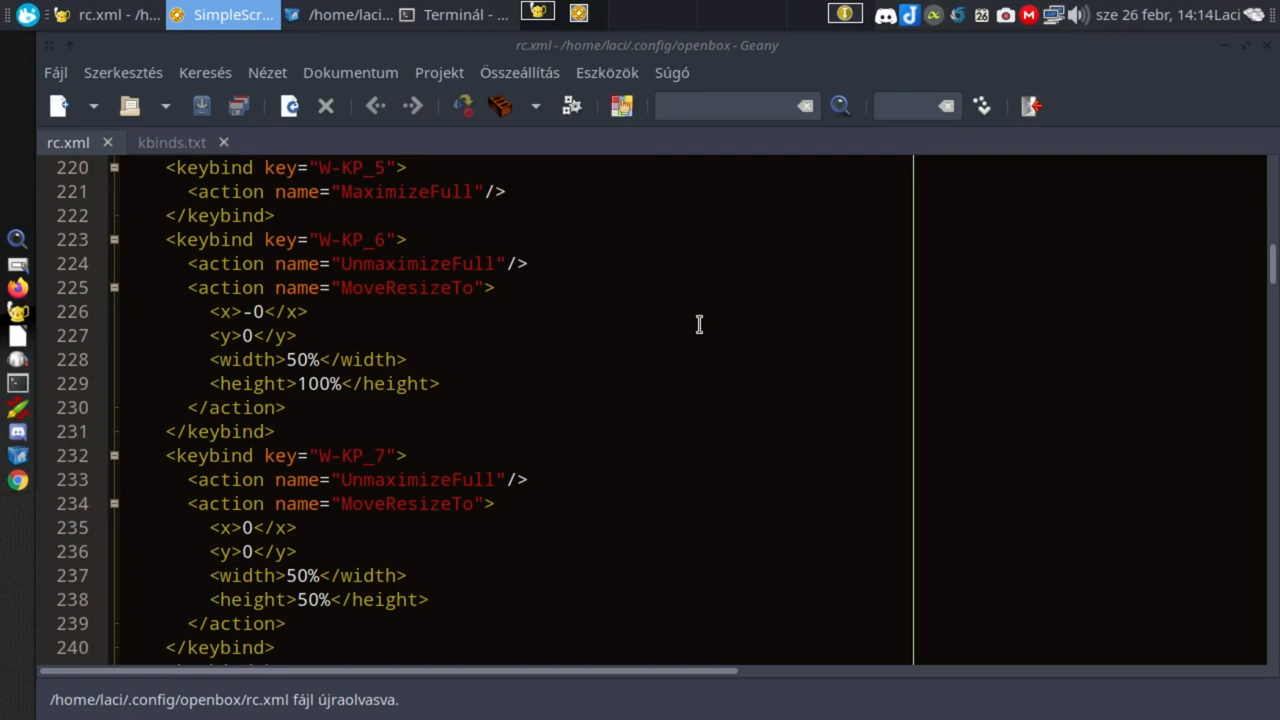 rc.xml - /h...
SimpleScr...
/home/laci...
Terminál - ...
26
sze 26 febr, 14:14
Laci
rc.xml - /home/laci/.config/openbox - Geany
Fájl Szerkesztés Keresés Nézet Dokumentum Projekt Összeállítás Eszközök Súgó
rc.xml kbinds.txt
220 <keybind key="W-KP_5">
221 <action name="MaximizeFull"/>
222 </keybind>
223 <keybind key="W-KP_6">
224 <action name="UnmaximizeFull"/>
225 <action name="MoveResizeTo">
226 <x>-0</x>
227 <y>0</y>
228 <width>50%</width>
229 <height>100%</height>
230 </action>
231 </keybind>
232 <keybind key="W-KP_7">
233 <action name="UnmaximizeFull"/>
234 <action name="MoveResizeTo">
235 <x>0</x>
236 <y>0</y>
237 <width>50%</width>
238 <height>50%</height>
239 </action>
240 </keybind>
/home/laci/.config/openbox/rc.xml fájl újraolvasva.